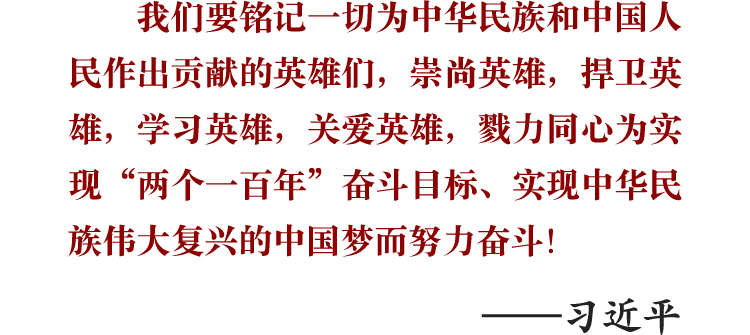 我们要铭记一切为中华民族和中国人
民作出贡献的英雄们，崇尚英雄，捍卫英
雄，学习英雄，关爱英雄，戮力同心为实
现“两个一百年”奋斗目标、实现中华民
族伟大复兴的中国梦而努力奋斗！
——习近平